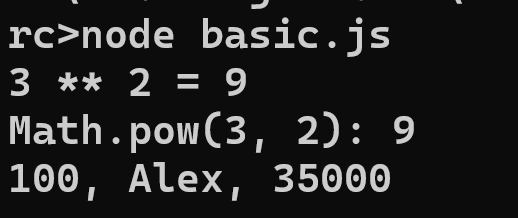 rc>node basic.js
3 ** 2 = 9
Math.pow(3, 2): 9
100, Alex, 35000